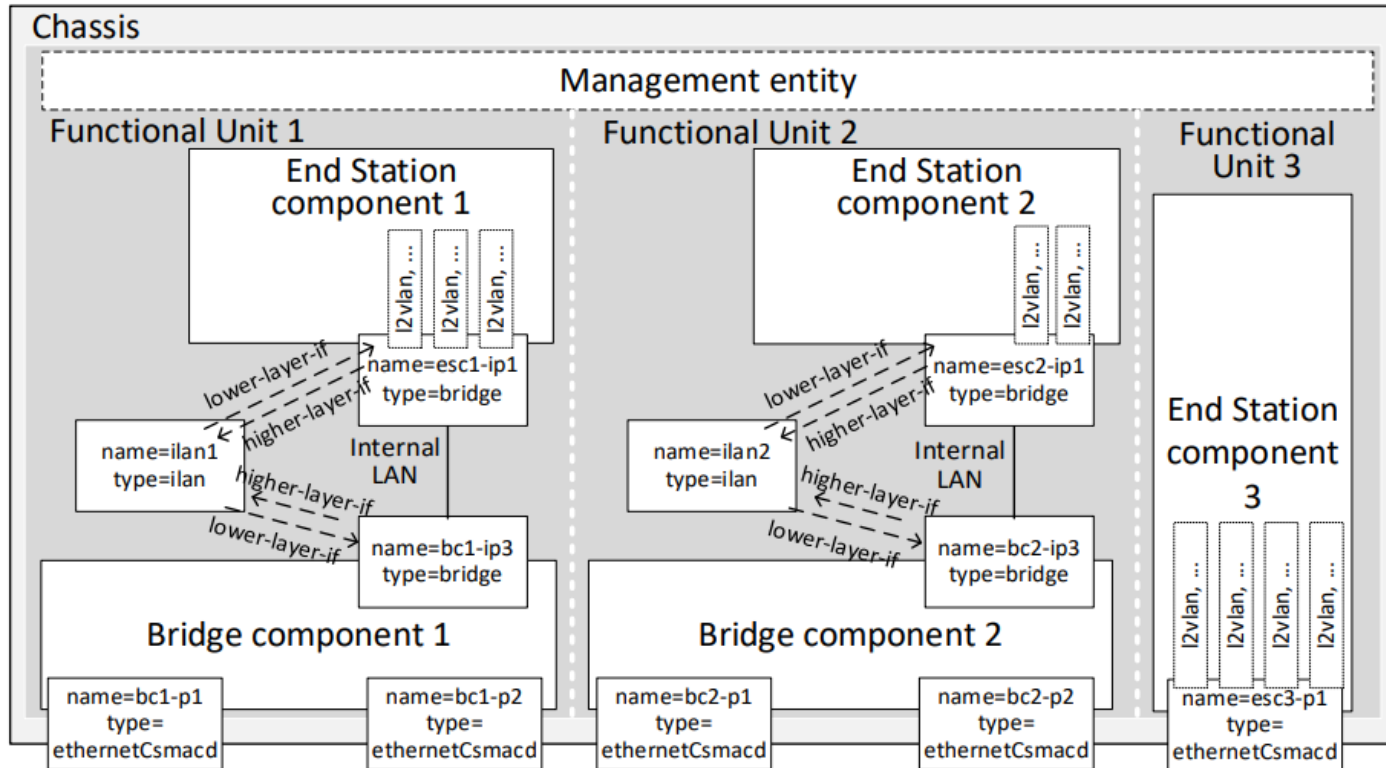 Chassis
Management entity
Functional Unit 1
End Station
component 1
l2vlan, ...
l2vlan, ...
l2vlan, ...
name=esc1-ip1
type=bridge
lower-layer-if
higher-layer-if
name=ilan1
type=ilan
Internal
LAN
higher-layer-if
lower-layer-if
name=bc1-ip3
type=bridge
Bridge component 1
name=bc1-p1
type=
ethernetCsmacd
name=bc1-p2
type=
ethernetCsmacd
Functional Unit 2
End Station
component 2
l2vlan, ...
l2vlan, ...
name=esc2-ip1
type=bridge
lower-layer-if
higher-layer-if
name=ilan2
type=ilan
Internal
LAN
higher-layer-if
lower-layer-if
name=bc2-ip3
type=bridge
Bridge component 2
name=bc2-p1
type=
ethernetCsmacd
name=bc2-p2
type=
ethernetCsmacd
Functional
Unit 3
End Station
component
3
l2vlan, ...
l2vlan, ...
l2vlan, ...
l2vlan, ...
name=esc3-p1
type=
ethernetCsmacd